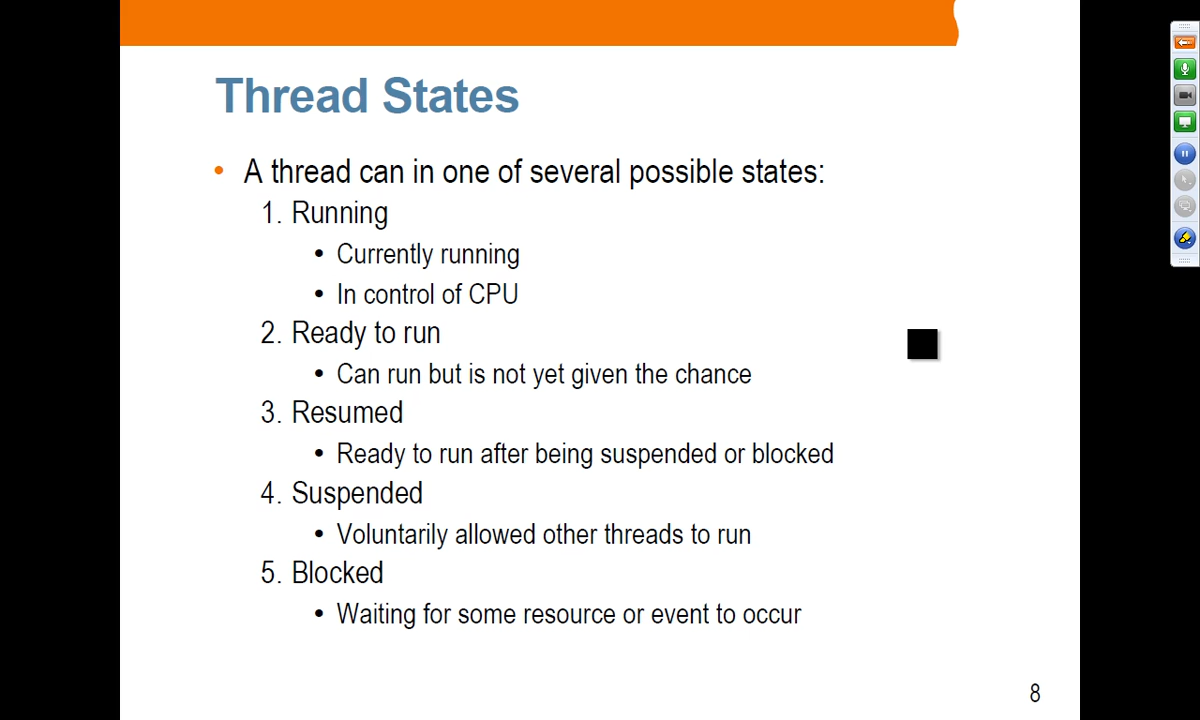 Thread States
• A thread can in one of several possible states:
1. Running
• Currently running
• In control of CPU
2. Ready to run
• Can run but is not yet given the chance
3. Resumed
• Ready to run after being suspended or blocked
4. Suspended
• Voluntarily allowed other threads to run
5. Blocked
• Waiting for some resource or event to occur
8